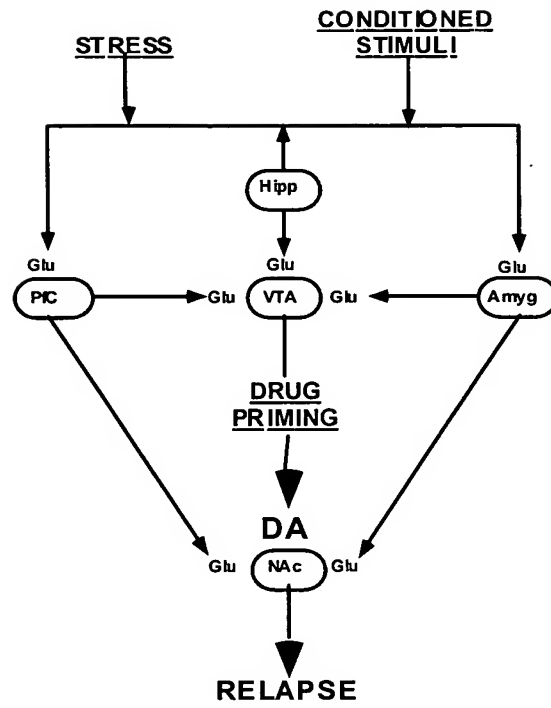 STRESS
CONDITIONED
STIMULI
Hipp
Glu
Glu
Glu
PfC
Glu
VTA
Glu
Amyg
DRUG
PRIMING
DA
Glu
NAc
Glu
RELAPSE